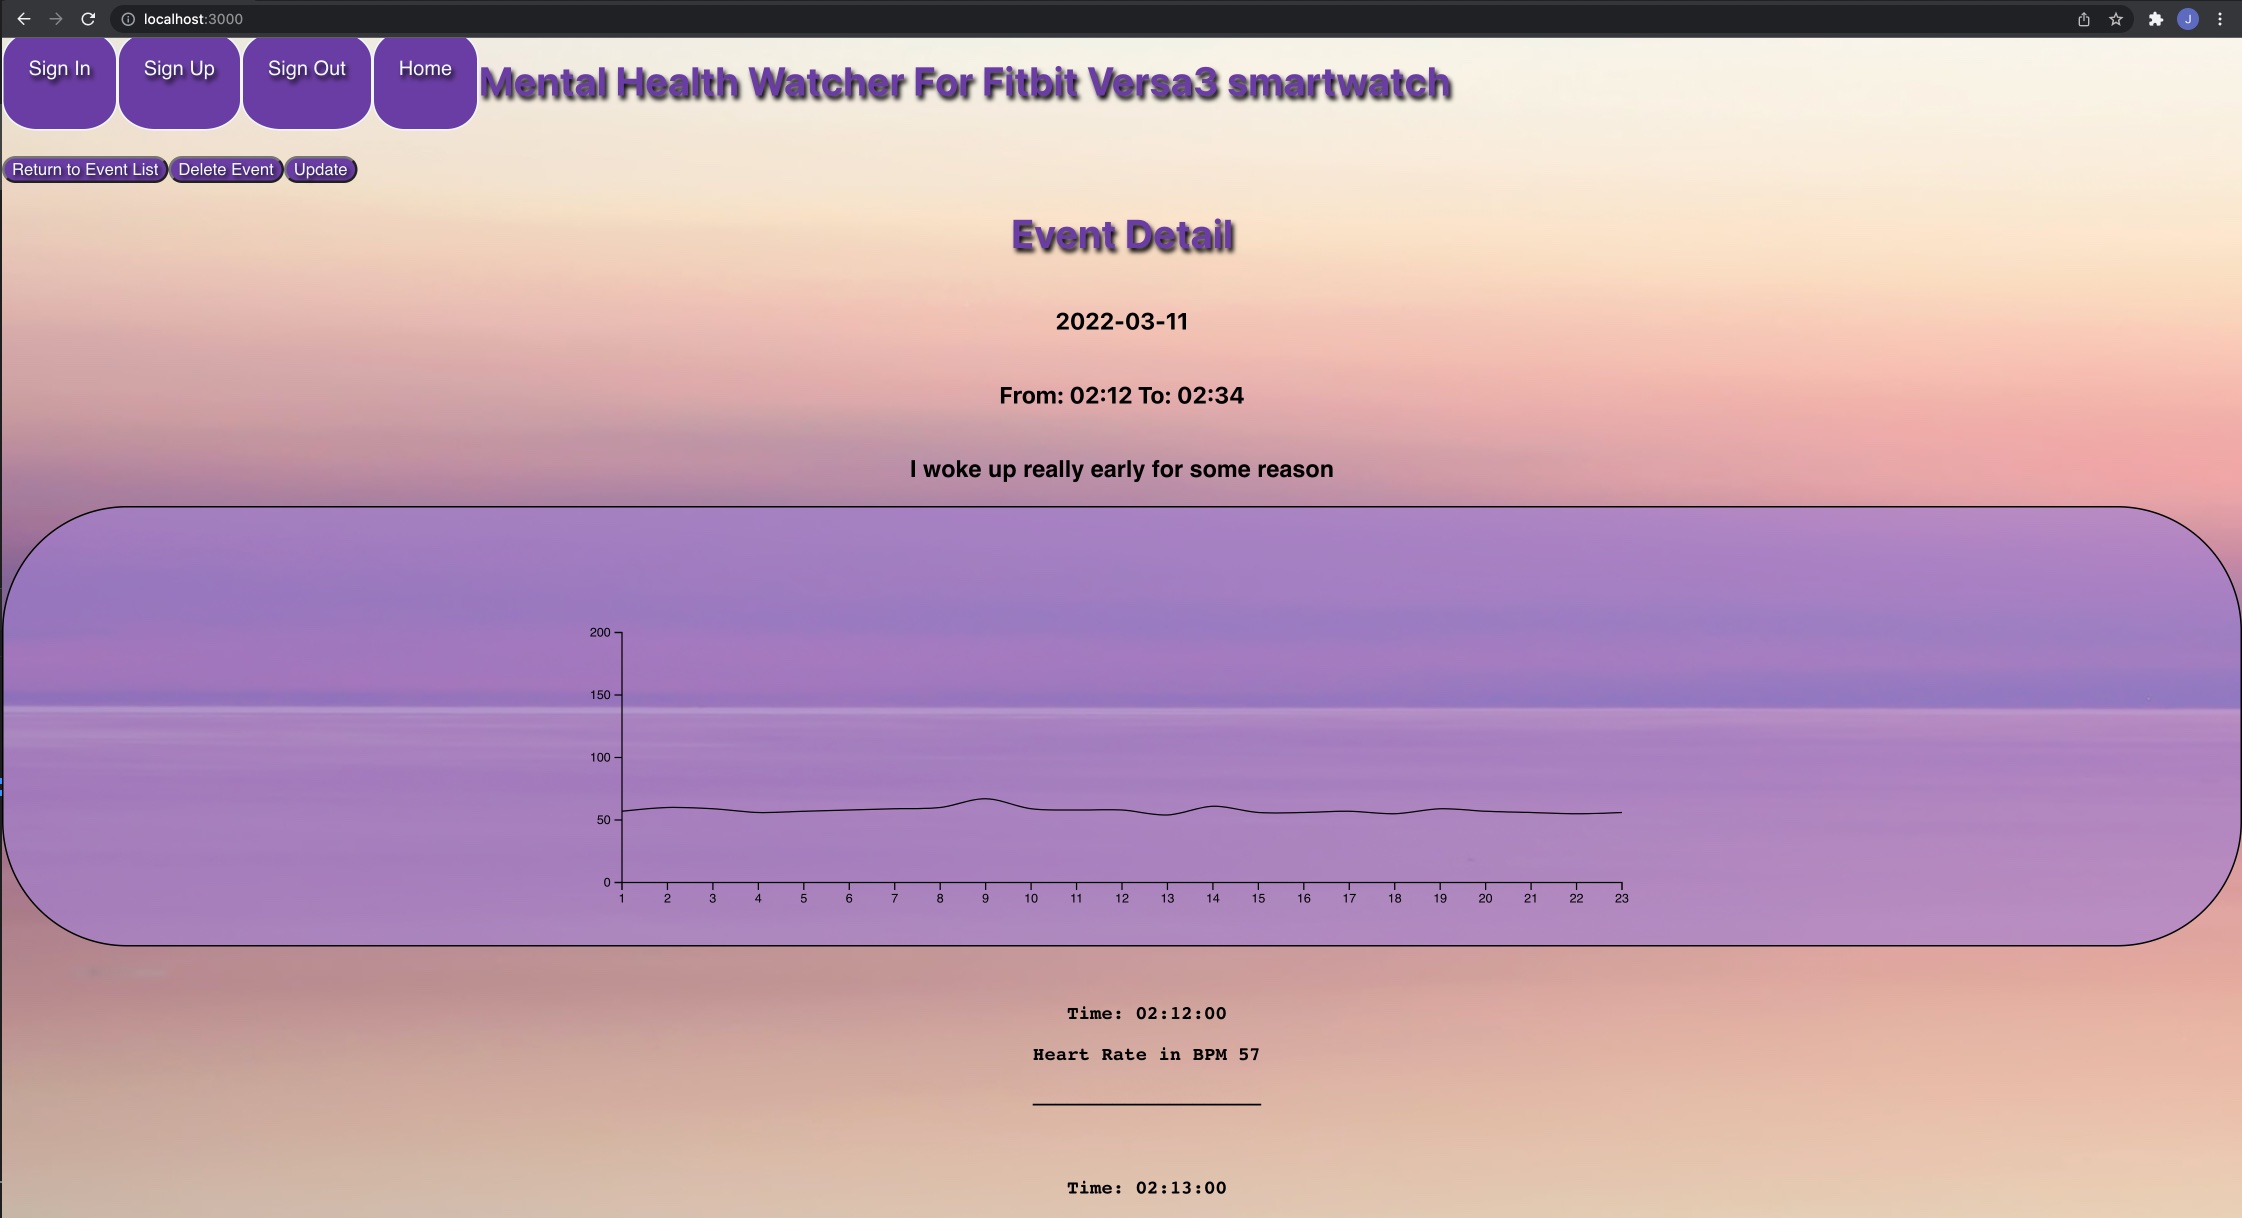 localhost:3000
J
Sign In Sign Up Sign Out Home Mental Health Watcher For Fitbit Versa3 smartwatch
Return to Event List Delete Event Update
Event Detail
2022-03-11
From: 02:12 To: 02:34
I woke up really early for some reason
200
150
100
50
0
1 2 3 4 5 6 7 8 9 10 11 12 13 14 15 16 17 18 19 20 21 22 23
Time: 02:12:00
Heart Rate in BPM 57
Time: 02:13:00